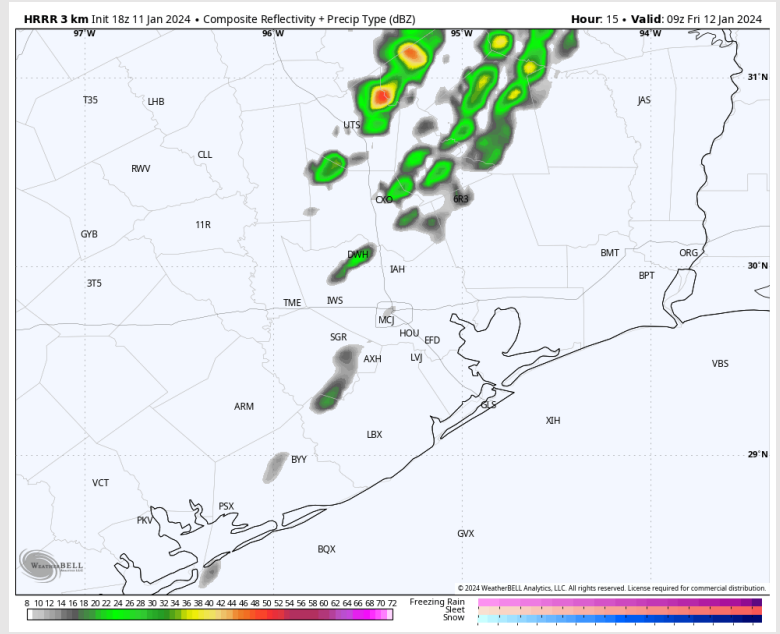 HRRR 3 km Init 18z 11 Jan 2024 • Composite Reflectivity + Precip Type (dBZ) Hour: 15 • Valid: 09z Fri 12 Jan 2024
97°W 96°W 95°W 94°W
31°N
T35 LHB JAS
UTS
CLL
RWV
CXO 6R3
11R
GYB
DWH BMT ORG
30°N
IAH
BPT
3T5
TME IWS
MCJ
HOU
SGR EFD
AXH LVJ VBS
ARM GLS
XIH
LBX
29°N
BYY
VCT
PSX
PKV
GVX
BQX
WEATHERBELL
© 2024 WeatherBELL Analytics, LLC. All rights reserved. License required for commercial distribution.
8 10 12 14 16 18 20 22 24 26 28 30 32 34 36 38 40 42 44 46 48 50 52 54 56 58 60 62 64 66 68 70 72
Freezing Rain
Sleet
Snow